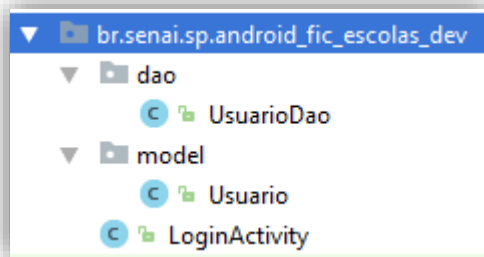 br.senai.sp.android_fic_escolas_dev
dao
C UsuarioDao
model
C Usuario
C LoginActivity